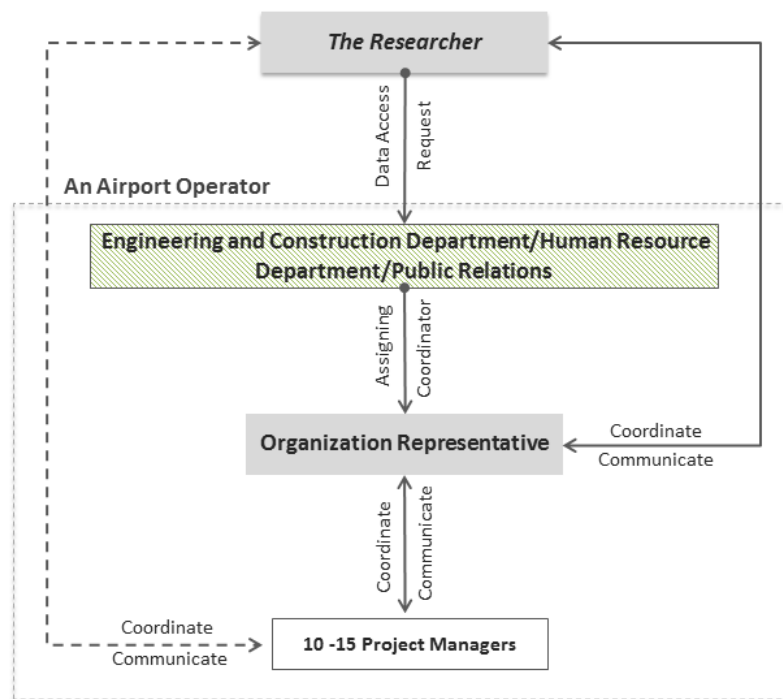 The Researcher
Data Access
Request
An Airport Operator
Engineering and Construction Department/Human Resource
Department/Public Relations
Assigning
Coordinator
Organization Representative
Coordinate
Communicate
Coordinate
Communicate
Coordinate
Communicate
10 -15 Project Managers